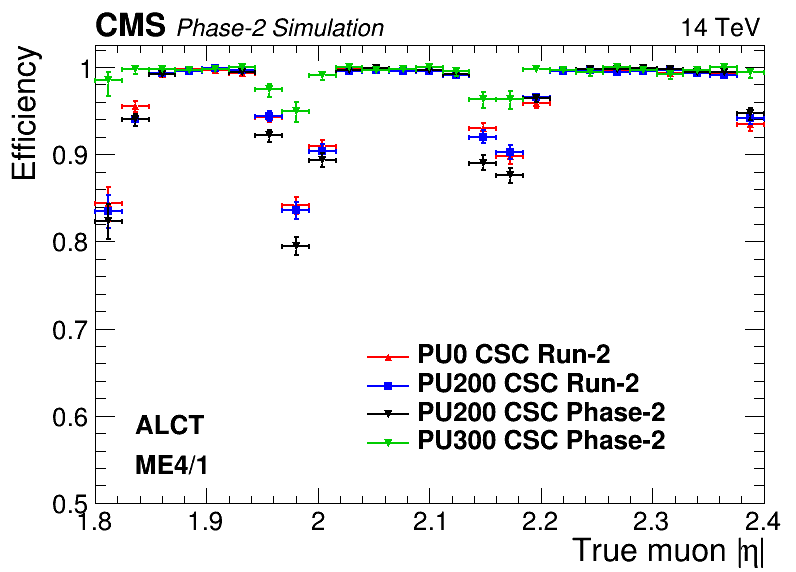 CMS Phase-2 Simulation 14 TeV
Efficiency
1
0.9
0.8
0.7
0.6
0.5
PU0 CSC Run-2
PU200 CSC Run-2
PU200 CSC Phase-2
PU300 CSC Phase-2
ALCT
ME4/1
1.8 1.9 2 2.1 2.2 2.3 2.4
True muon |η|